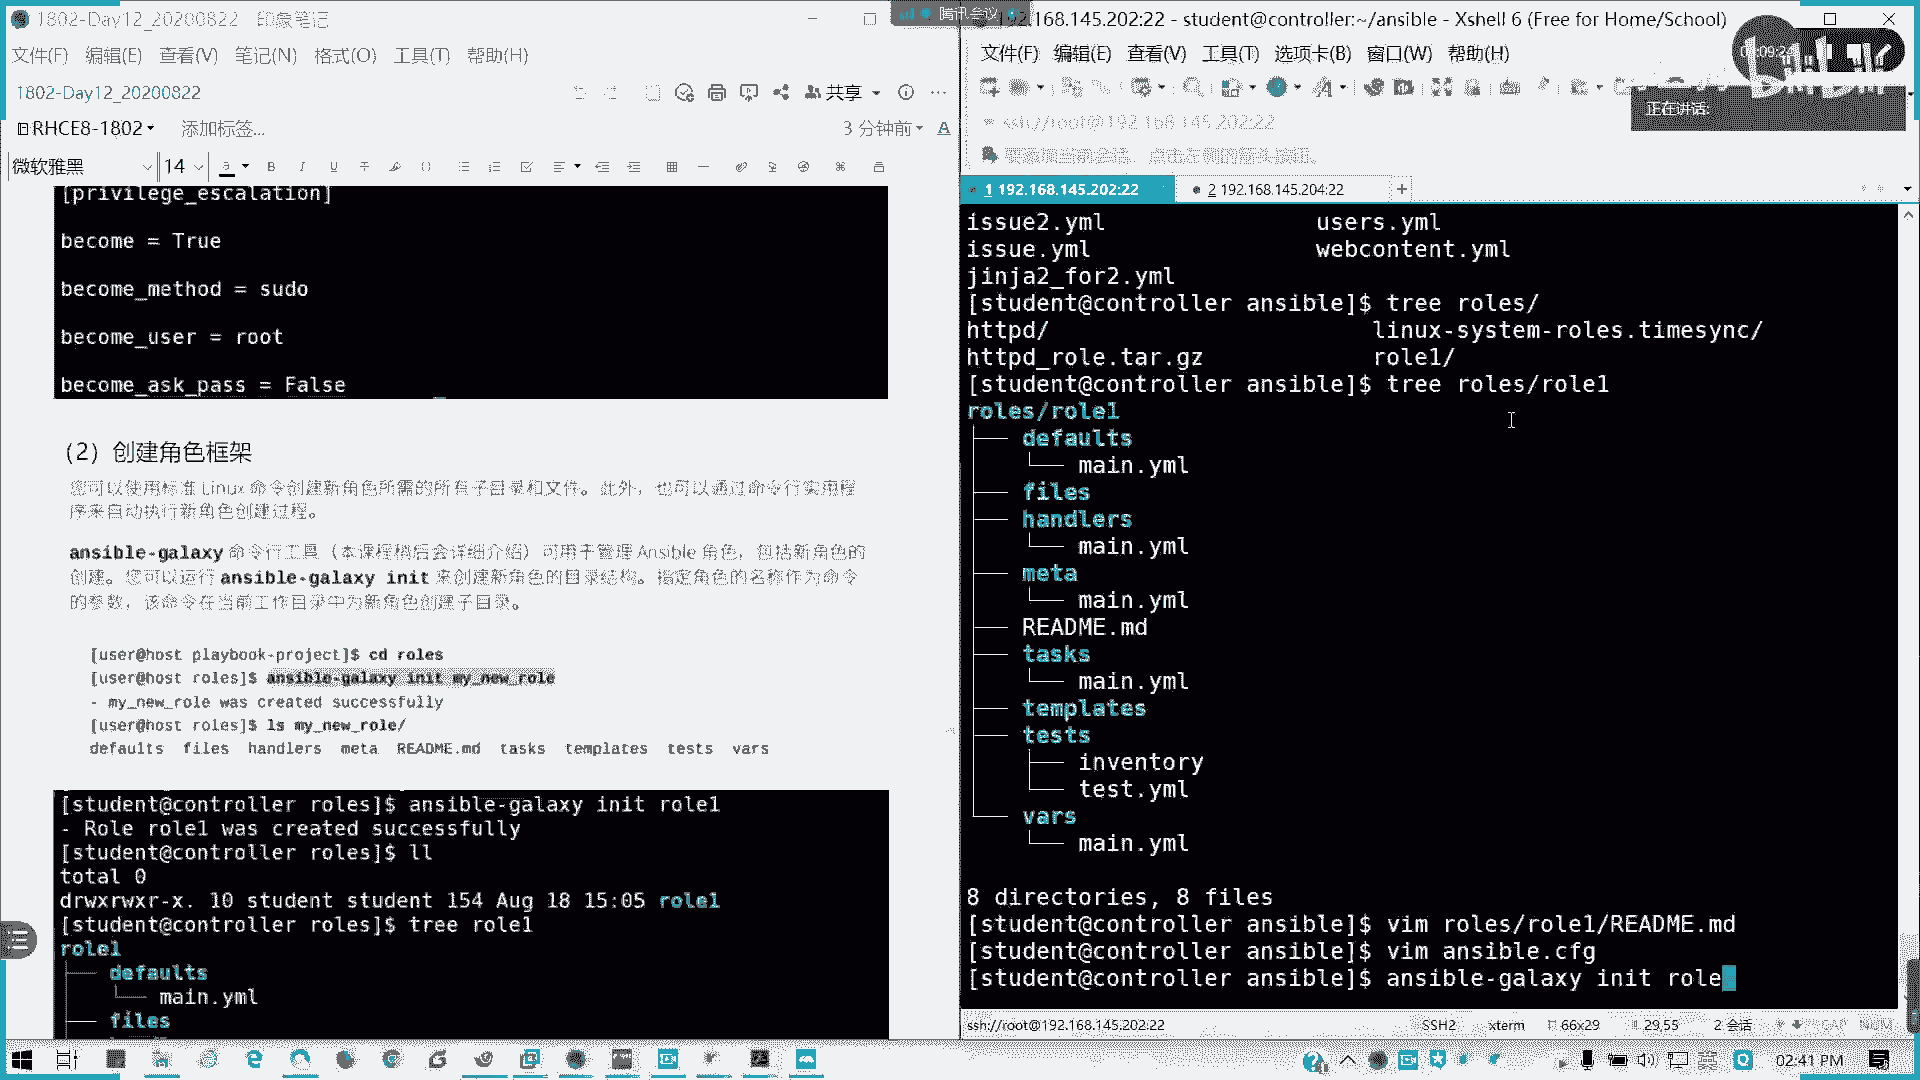 1802-Day12_20200822 - 印象笔记
文件(F) 编辑(E) 查看(V) 笔记(N) 格式(O) 工具(T) 帮助(H)
1802-Day12_20200822
共享
RHCE8-1802
添加标签...
3 分钟前
微软雅黑
14
[privilege_escalation]
become = True
become_method = sudo
become_user = root
become_ask_pass = False
（2）创建角色框架
您可以使用标准 Linux 命令创建新角色所需的所有子目录和文件。此外，也可以通过命令行实用程
序来自动执行新角色创建过程。
ansible-galaxy 命令行工具（本课程稍后会详细介绍）可用于管理 Ansible 角色，包括新角色的
创建。您可以运行 ansible-galaxy init 来创建新角色的目录结构。指定角色的名称作为命令
的参数，该命令在当前工作目录中为新角色创建子目录。
[user@host playbook-project]$ cd roles
[user@host roles]$ ansible-galaxy init my_new_role
- my_new_role was created successfully
[user@host roles]$ ls my_new_role/
defaults files handlers meta README.md tasks templates tests vars
[student@controller roles]$ ansible-galaxy init role1
- Role role1 was created successfully
[student@controller roles]$ ll
total 0
drwxrwxr-x. 10 student student 154 Aug 18 15:05 role1
[student@controller roles]$ tree role1
role1
├── defaults
│   └── main.yml
├── files
腾讯会议
192.168.145.202:22 - student@controller:~/ansible - Xshell 6 (Free for Home/School)
文件(F) 编辑(E) 查看(V) 工具(T) 选项卡(B) 窗口(W) 帮助(H)
正在讲话:
ssh://root@192.168.145.202:22
要添加当前会话，点击左侧的箭头按钮。
1 192.168.145.202:22
2 192.168.145.204:22
issue2.yml users.yml
issue.yml webcontent.yml
jinja2_for2.yml
[student@controller ansible]$ tree roles/
httpd/ linux-system-roles.timesync/
httpd_role.tar.gz role1/
[student@controller ansible]$ tree roles/role1
roles/role1
├── defaults
│   └── main.yml
├── files
├── handlers
│   └── main.yml
├── meta
│   └── main.yml
├── README.md
├── tasks
│   └── main.yml
├── templates
├── tests
│   ├── inventory
│   └── test.yml
└── vars
    └── main.yml
8 directories, 8 files
[student@controller ansible]$ vim roles/role1/README.md
[student@controller ansible]$ vim ansible.cfg
[student@controller ansible]$ ansible-galaxy init role
ssh://root@192.168.145.202:22
SSH2
xterm
66x29
29,55
2 会话
CAP NUM
02:41 PM